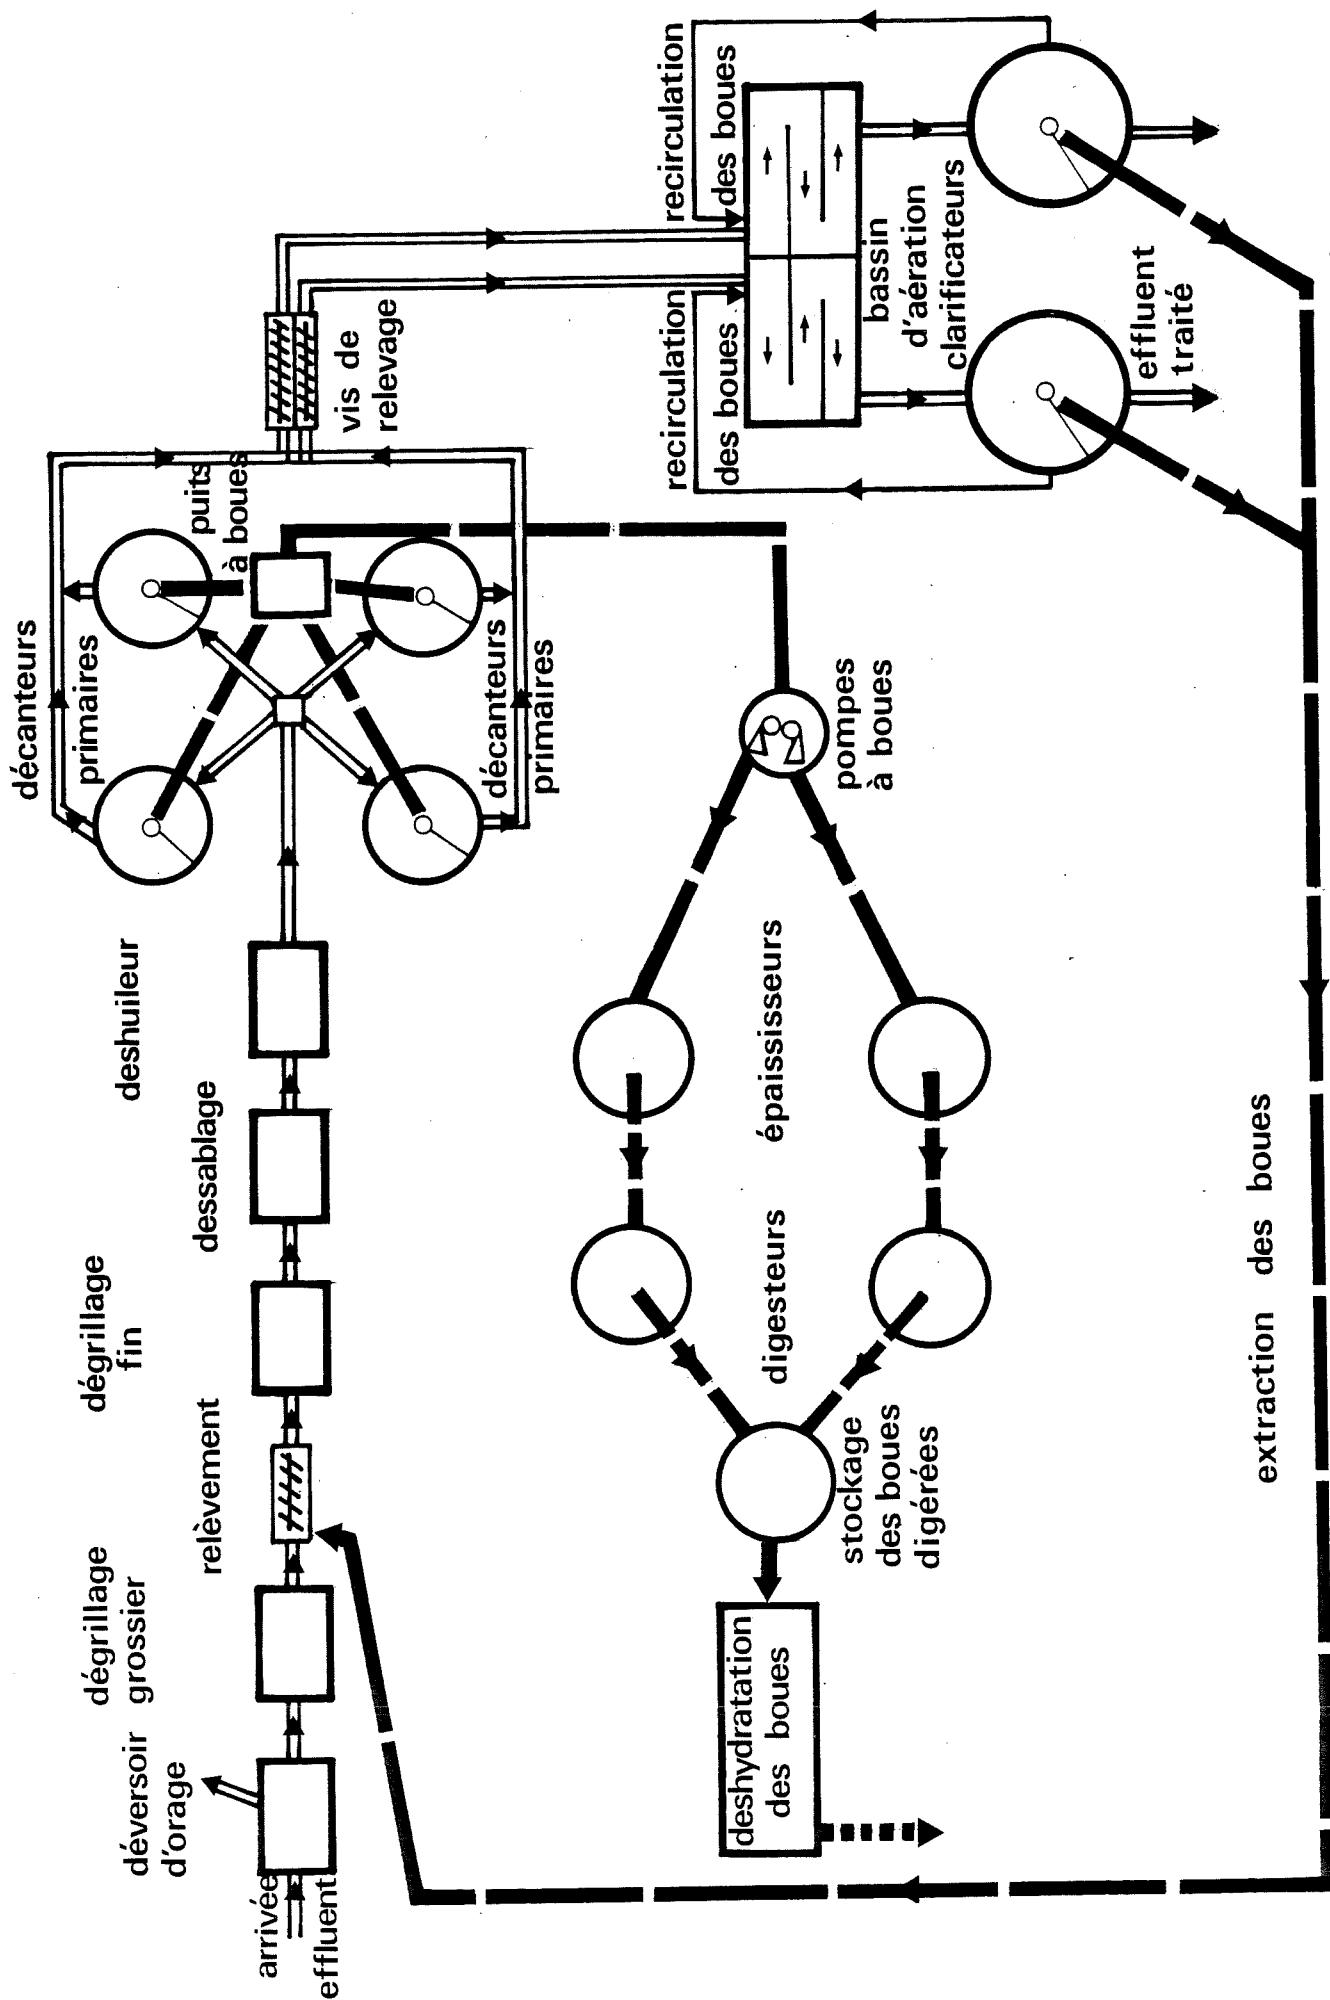 arrivée
effluent
déversoir
d'orage
dégrillage
grossier
relèvement
dégrillage
fin
dessablage
deshuileur
décanteurs
primaires
décanteurs
primaires
puits
à boues
vis de
relevage
recirculation
des boues
recirculation
des boues
bassin
d'aération
clarificateurs
effluent
traité
pompes
à boues
épaississeurs
digesteurs
stockage
des boues
digérées
deshydratation
des boues
extraction des boues